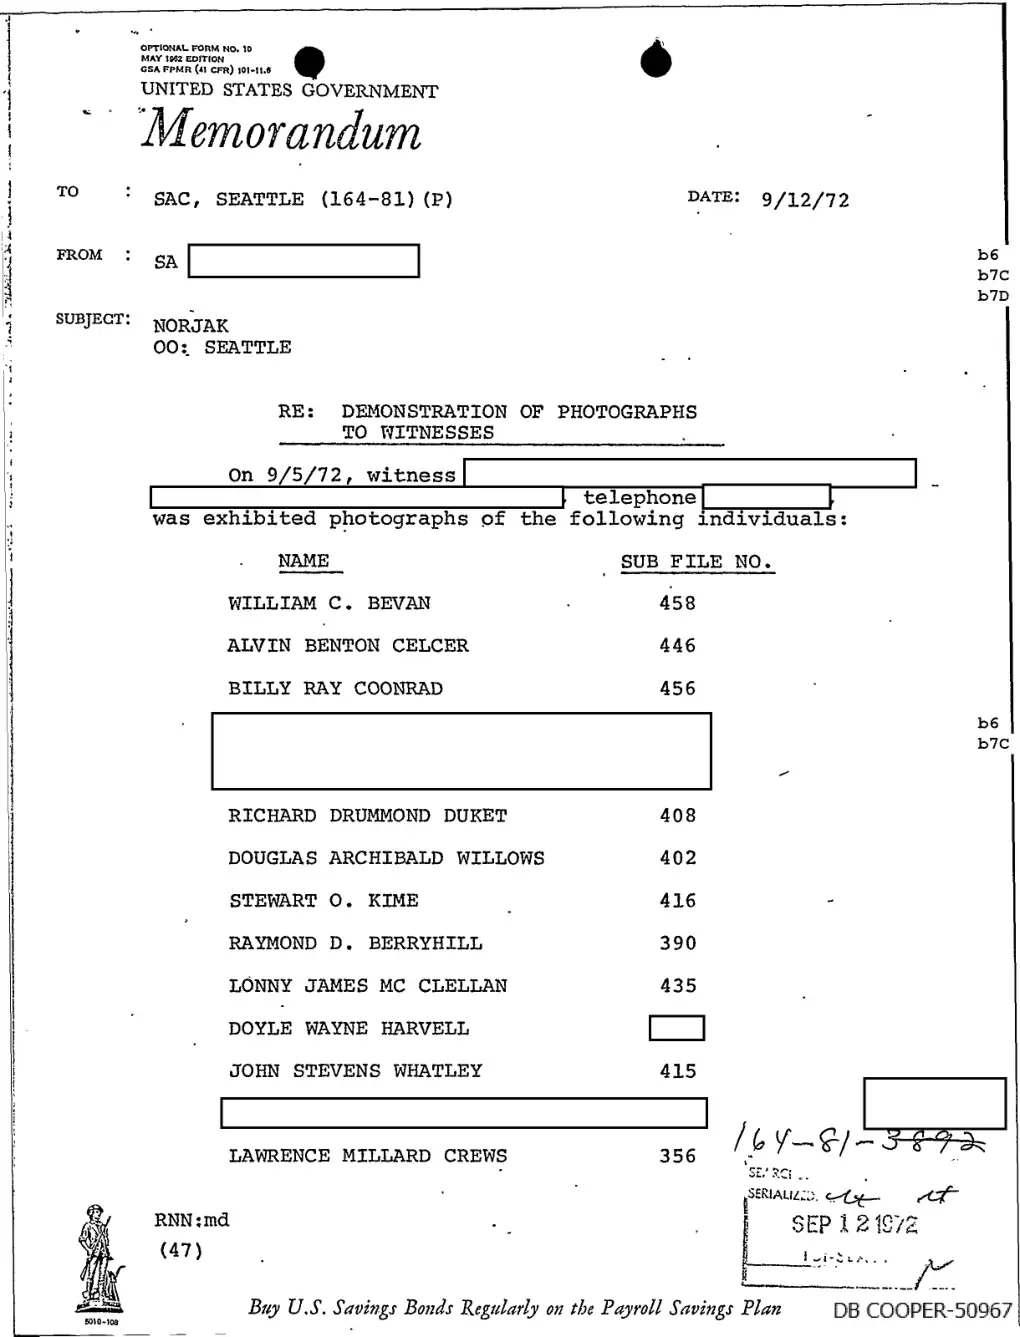 OPTIONAL FORM NO. 10
MAY 1962 EDITION
GSA FPMR (41 CFR) 101-11.6
UNITED STATES GOVERNMENT
Memorandum
TO : SAC, SEATTLE (164-81)(P) DATE: 9/12/72
FROM : SA
b6
b7C
b7D
SUBJECT: NORJAK
OO: SEATTLE
RE: DEMONSTRATION OF PHOTOGRAPHS
TO WITNESSES
On 9/5/72, witness
, telephone ,
was exhibited photographs of the following individuals:
NAME SUB FILE NO.
WILLIAM C. BEVAN 458
ALVIN BENTON CELCER 446
BILLY RAY COONRAD 456
b6
b7C
RICHARD DRUMMOND DUKET 408
DOUGLAS ARCHIBALD WILLOWS 402
STEWART O. KIME 416
RAYMOND D. BERRYHILL 390
LONNY JAMES MC CLELLAN 435
DOYLE WAYNE HARVELL
JOHN STEVENS WHATLEY 415
LAWRENCE MILLARD CREWS 356
164-81-3892
SERIALIZED
SEP 12 1972
RNN:md
(47)
5010-108
Buy U.S. Savings Bonds Regularly on the Payroll Savings Plan
DB COOPER-50967